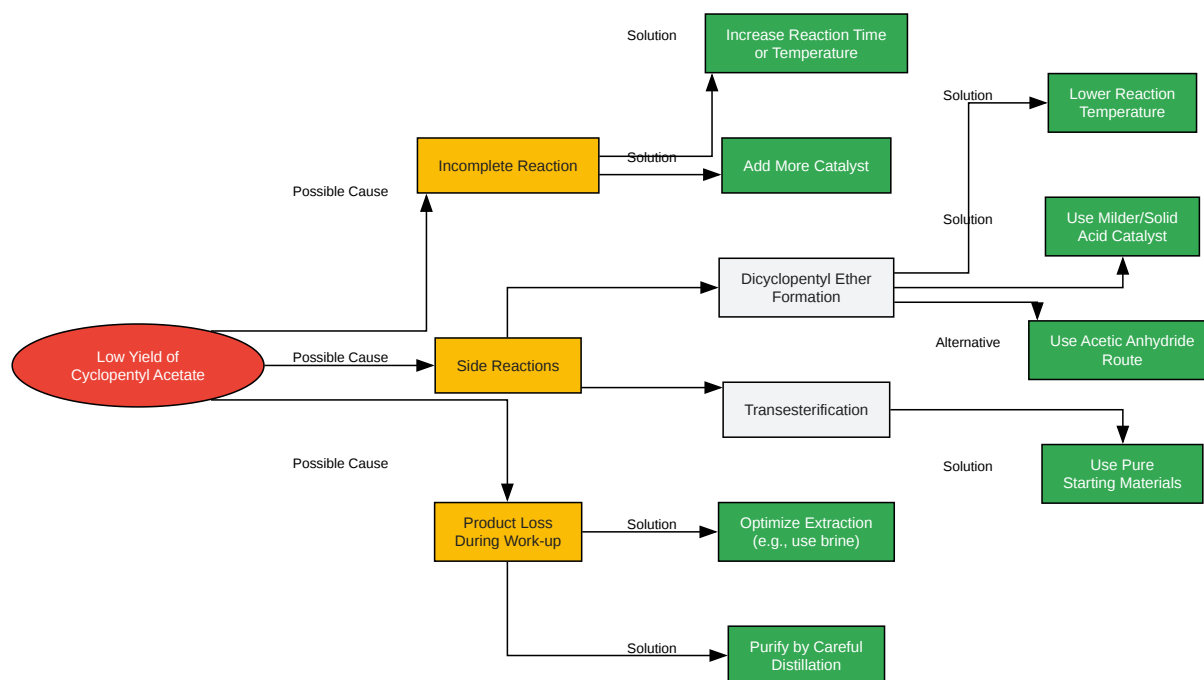 Solution
Increase Reaction Time
or Temperature
Solution
Lower Reaction
Temperature
Incomplete Reaction
Solution
Add More Catalyst
Possible Cause
Solution
Use Milder/Solid
Acid Catalyst
Dicyclopentyl Ether
Formation
Alternative
Use Acetic Anhydride
Route
Low Yield of
Cyclopentyl Acetate
Possible Cause
Side Reactions
Transesterification
Possible Cause
Solution
Use Pure
Starting Materials
Product Loss
During Work-up
Solution
Optimize Extraction
(e.g., use brine)
Solution
Purify by Careful
Distillation